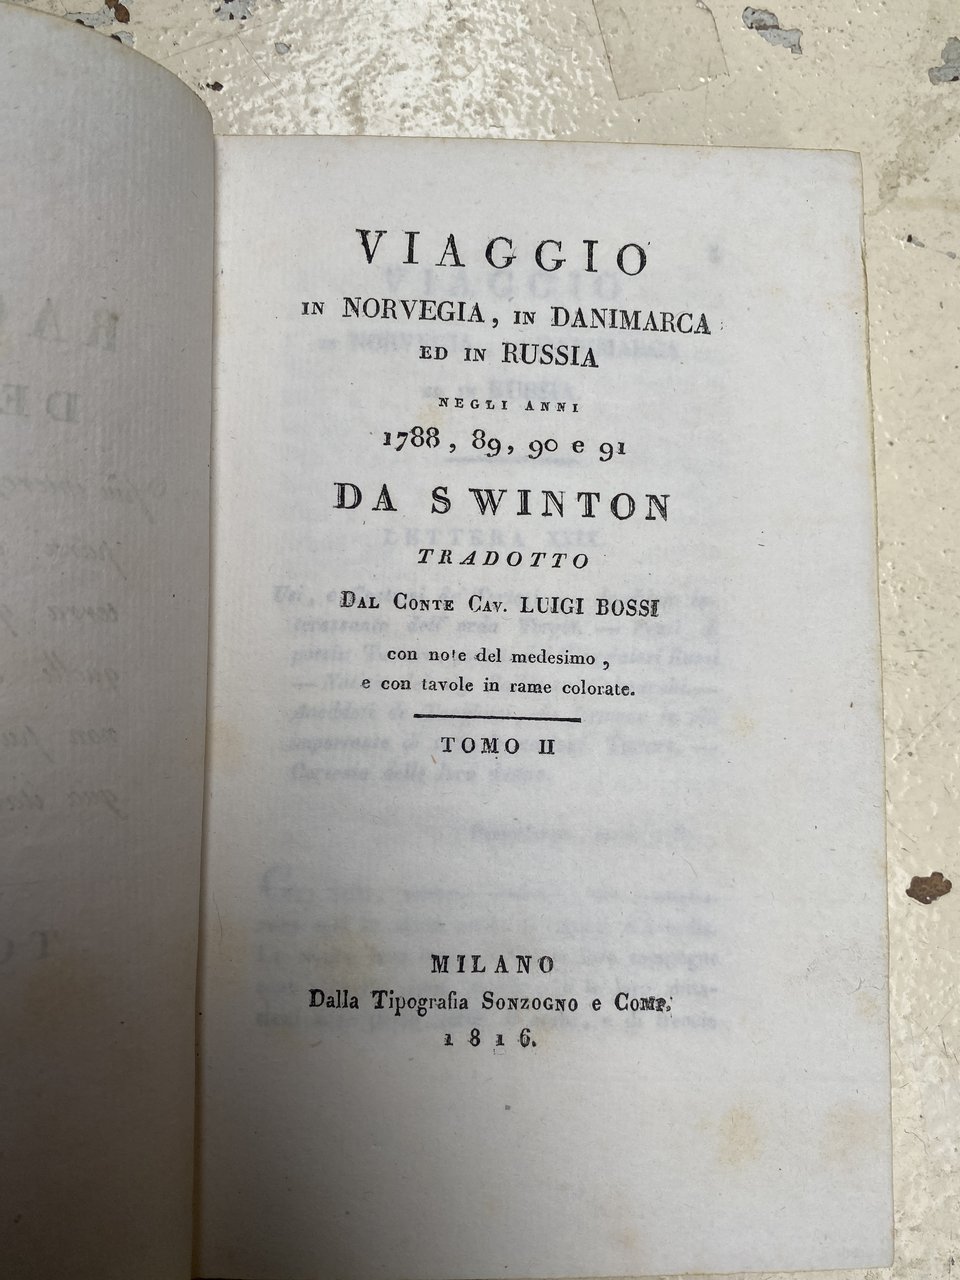 VIAGGIO
IN NORVEGIA, IN DANIMARCA
ED IN RUSSIA
NEGLI ANNI
1788, 89, 90 e 91
DA SWINTON
TRADOTTO
DAL CONTE CAV. LUIGI BOSSI
con note del medesimo,
e con tavole in rame colorate.
TOMO II
MILANO
Dalla Tipografia SONZOGNO e COMP.
1816.